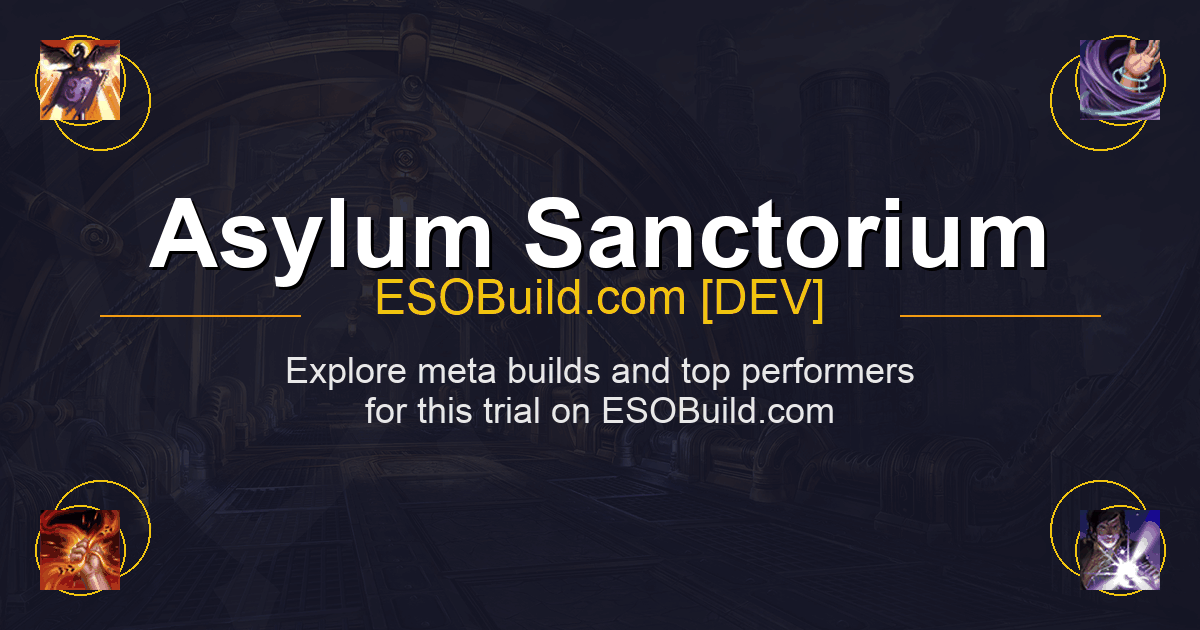 Asylum Sanctorium
ESOBuild.com [DEV]
Explore meta builds and top performers
for this trial on ESOBuild.com